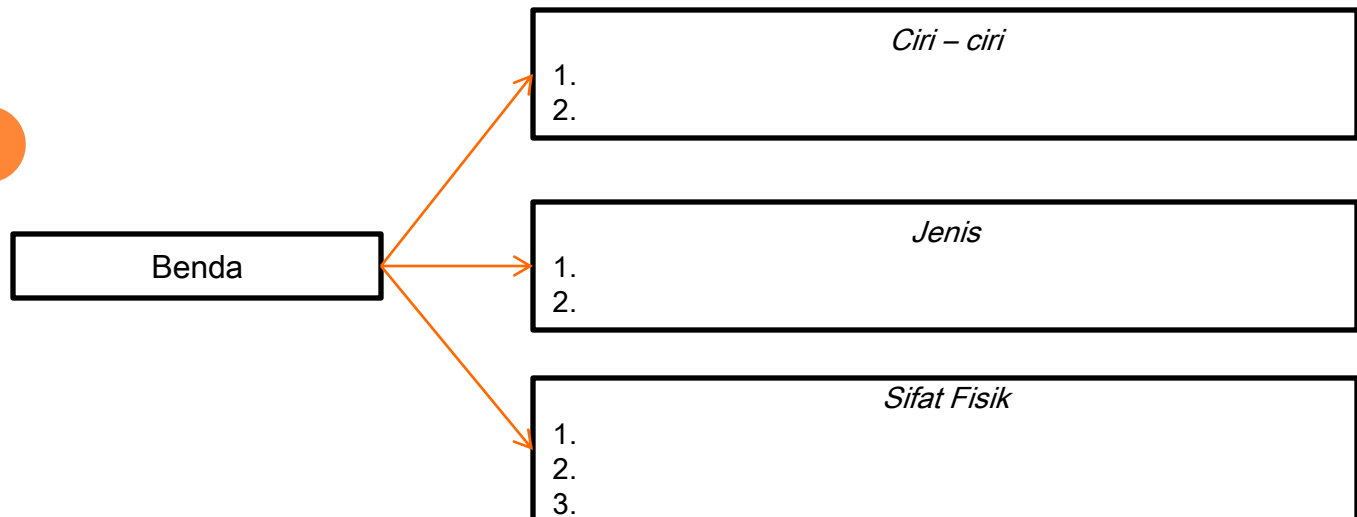 Ciri – ciri
1.
2.
Benda
Jenis
1.
2.
Sifat Fisik
1.
2.
3.